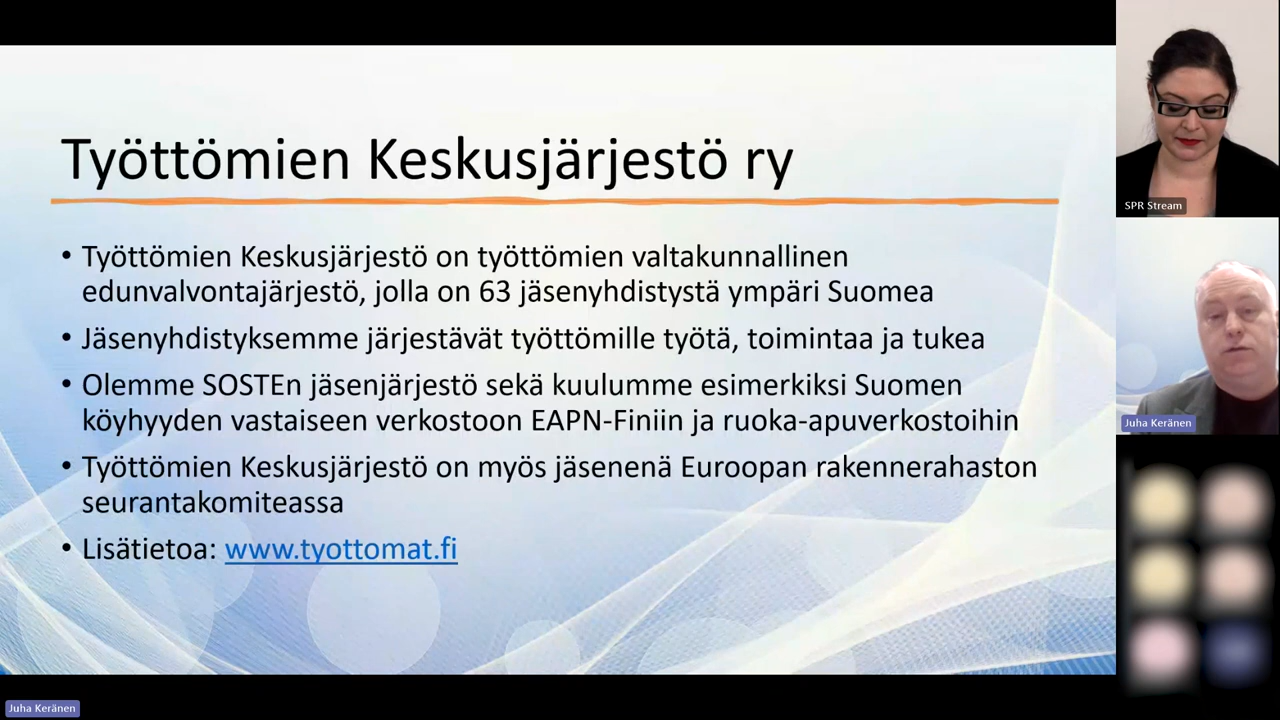 Työttömien Keskusjärjestö ry
• Työttömien Keskusjärjestö on työttömien valtakunnallinen
edunvalvontajärjestö, jolla on 63 jäsenyhdistystä ympäri Suomea
• Jäsenyhdistyksemme järjestävät työttömille työtä, toimintaa ja tukea
• Olemme SOSTEn jäsenjärjestö sekä kuulumme esimerkiksi Suomen
köyhyyden vastaiseen verkostoon EAPN-Finiin ja ruoka-apuverkostoihin
• Työttömien Keskusjärjestö on myös jäsenenä Euroopan rakennerahaston
seurantakomiteassa
• Lisätietoa: www.tyottomat.fi
SPR Stream
Juha Keränen
Juha Keränen